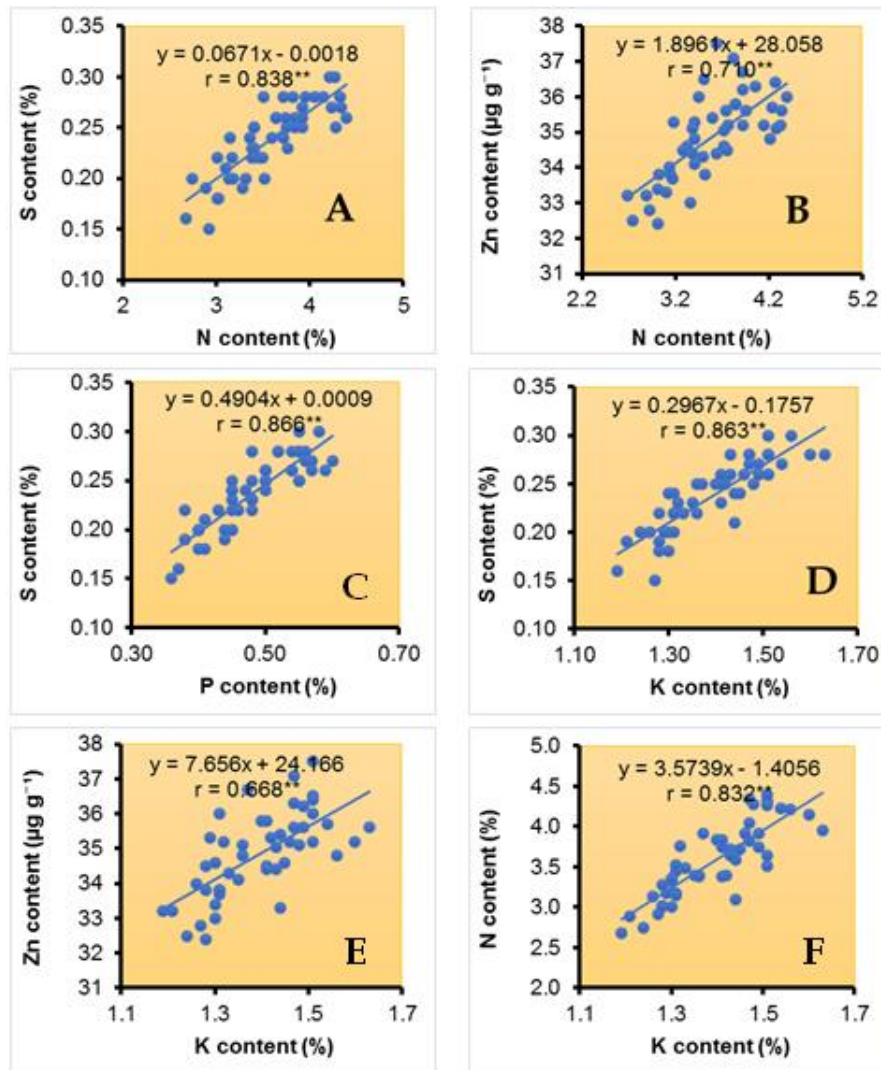 y = 0.0671x - 0.0018
r = 0.838**
S content (%)
0.35
0.30
0.25
0.20
0.15
0.10
A
2 3 4 5
N content (%)
y = 1.8961x + 28.058
r = 0.710**
Zn content (µg g⁻¹)
38
37
36
35
34
33
32
31
B
2.2 3.2 4.2 5.2
N content (%)
y = 0.4904x + 0.0009
r = 0.866**
S content (%)
0.35
0.30
0.25
0.20
0.15
0.10
C
0.30 0.50 0.70
P content (%)
y = 0.2967x - 0.1757
r = 0.863**
S content (%)
0.35
0.30
0.25
0.20
0.15
0.10
D
1.10 1.30 1.50 1.70
K content (%)
y = 7.656x + 24.166
r = 0.668**
Zn content (µg g⁻¹)
38
37
36
35
34
33
32
31
E
1.1 1.3 1.5 1.7
K content (%)
y = 3.5739x - 1.4056
r = 0.832**
N content (%)
5.0
4.5
4.0
3.5
3.0
2.5
2.0
F
1.1 1.3 1.5 1.7
K content (%)